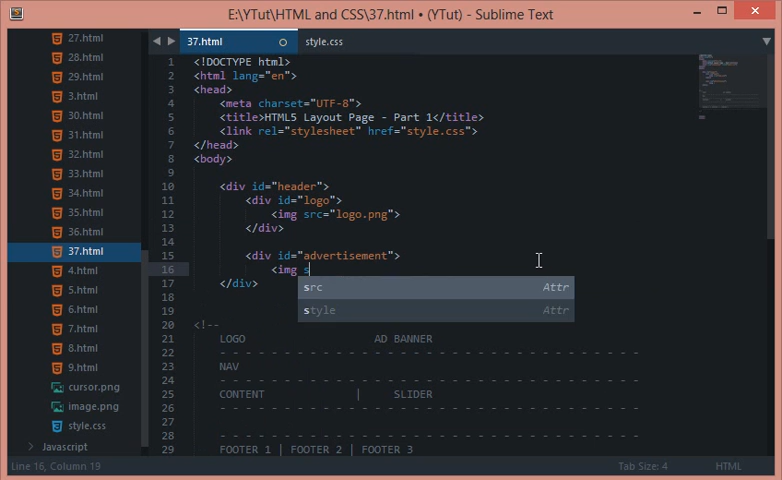 E:\YTut\HTML and CSS\37.html • (YTut) - Sublime Text
27.html
28.html
29.html
3.html
30.html
31.html
32.html
33.html
34.html
35.html
36.html
37.html
4.html
5.html
6.html
7.html
8.html
9.html
cursor.png
image.png
style.css
Javascript
37.html
style.css
1 <!DOCTYPE html>
2 <html lang="en">
3 <head>
4 <meta charset="UTF-8">
5 <title>HTML5 Layout Page - Part 1</title>
6 <link rel="stylesheet" href="style.css">
7 </head>
8 <body>
9
10 <div id="header">
11 <div id="logo">
12 <img src="logo.png">
13 </div>
14
15 <div id="advertisement">
16 <img s
src Attr
17 </div>
18
style Attr
19
20 <!--
21 LOGO AD BANNER
22 - - - - - - - - - - - - - - - - - - - - - - - - - - - - - - - - -
23 NAV
24 - - - - - - - - - - - - - - - - - - - - - - - - - - - - - - - - -
25 CONTENT | SLIDER
26 - - - - - - - - - - - - - - - - - - - - - - - - - - - - - - - - -
27
28 - - - - - - - - - - - - - - - - - - - - - - - - - - - - - - - - -
29 FOOTER 1 | FOOTER 2 | FOOTER 3
Line 16, Column 19
Tab Size: 4
HTML